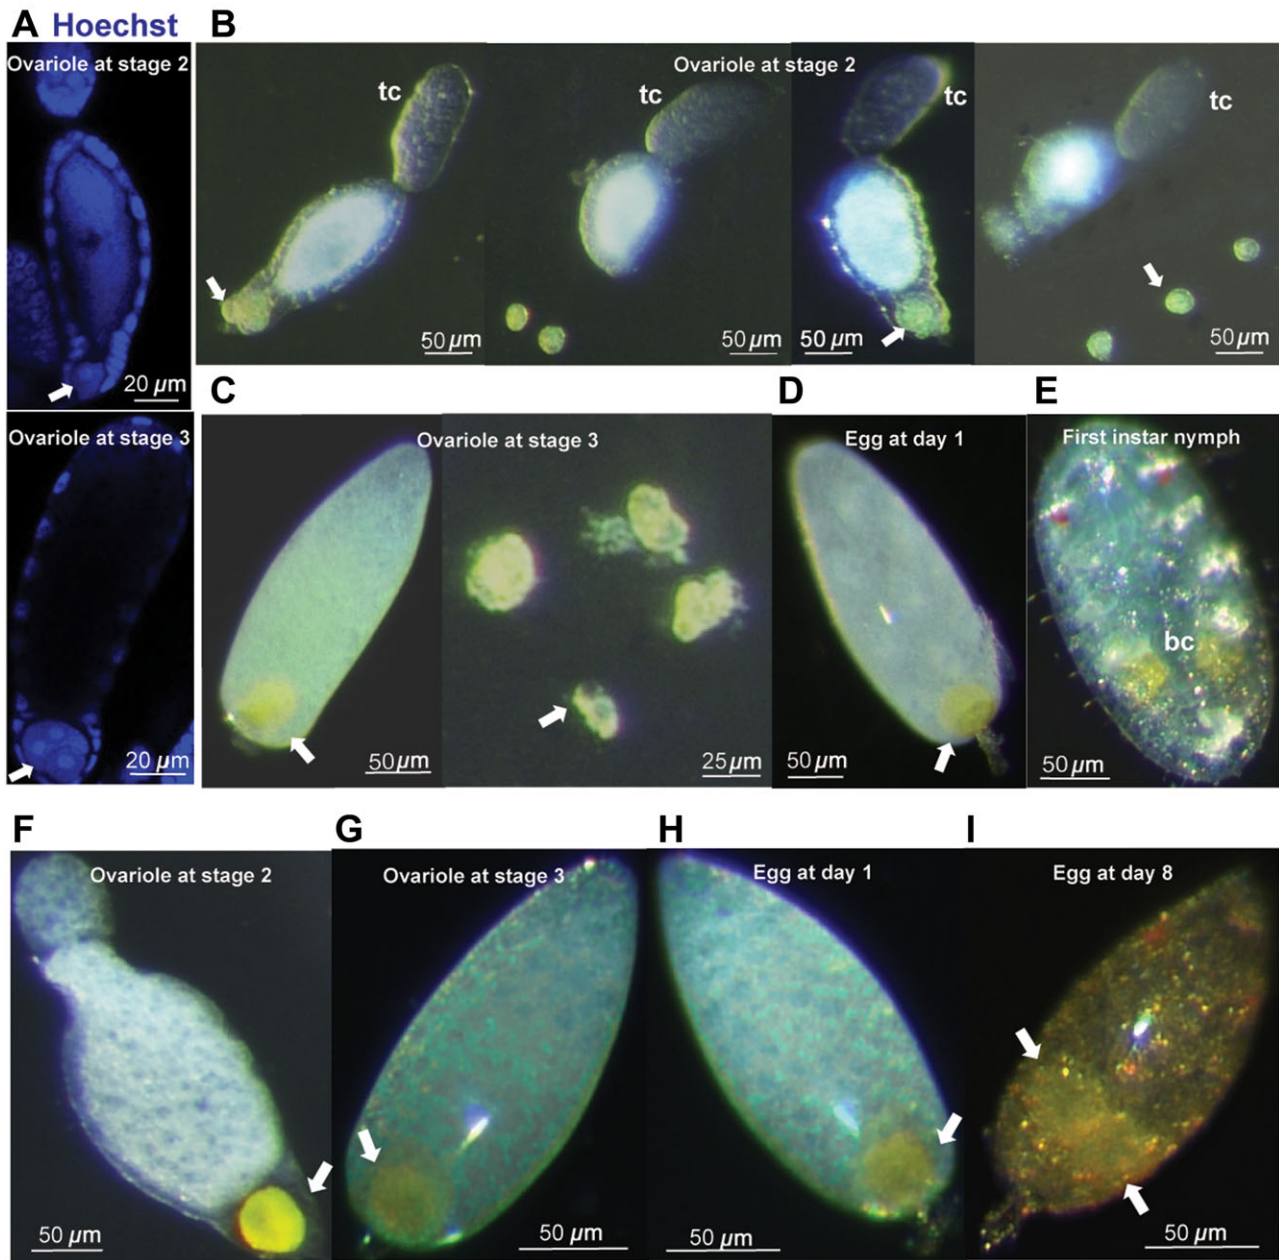 A Hoechst
Ovariole at stage 2
20 µm
Ovariole at stage 3
20 µm
B
Ovariole at stage 2
tc
tc
tc
tc
50 µm
50 µm
50 µm
50 µm
C
Ovariole at stage 3
50 µm
25 µm
D
Egg at day 1
50 µm
E
First instar nymph
bc
50 µm
F
Ovariole at stage 2
50 µm
G
Ovariole at stage 3
50 µm
H
Egg at day 1
50 µm
I
Egg at day 8
50 µm